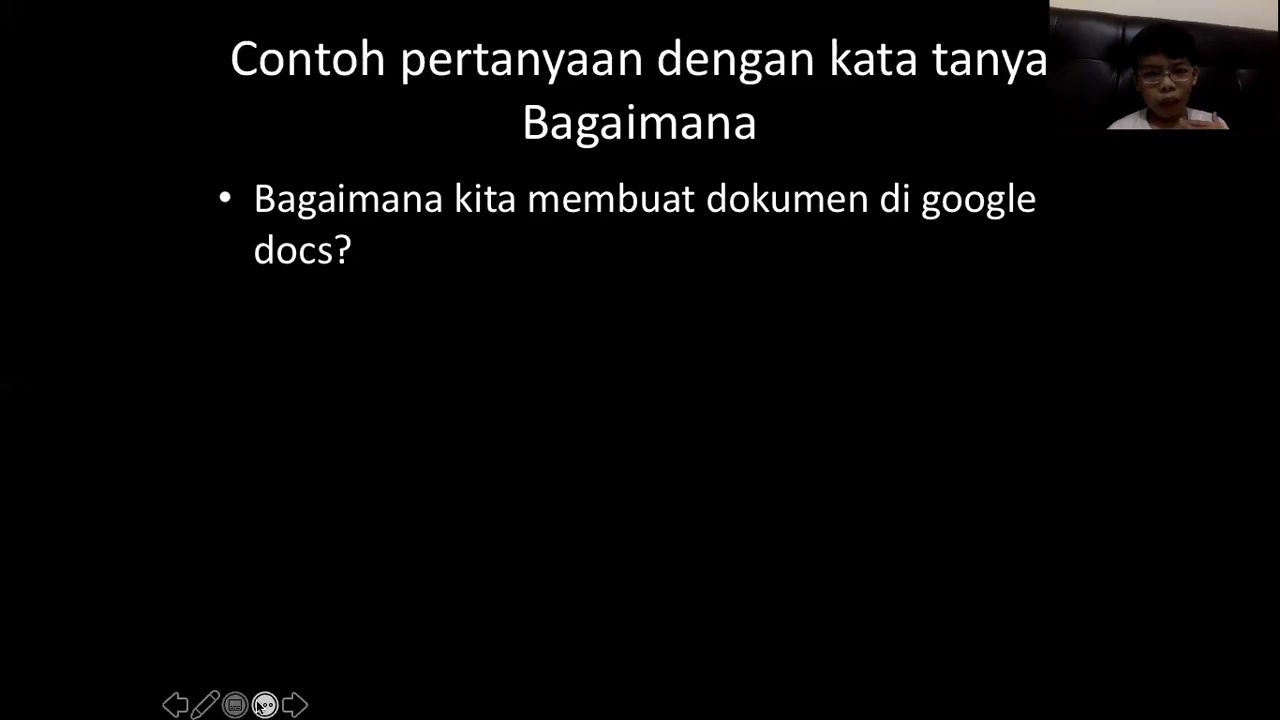 Contoh pertanyaan dengan kata tanya
Bagaimana
• Bagaimana kita membuat dokumen di google
docs?